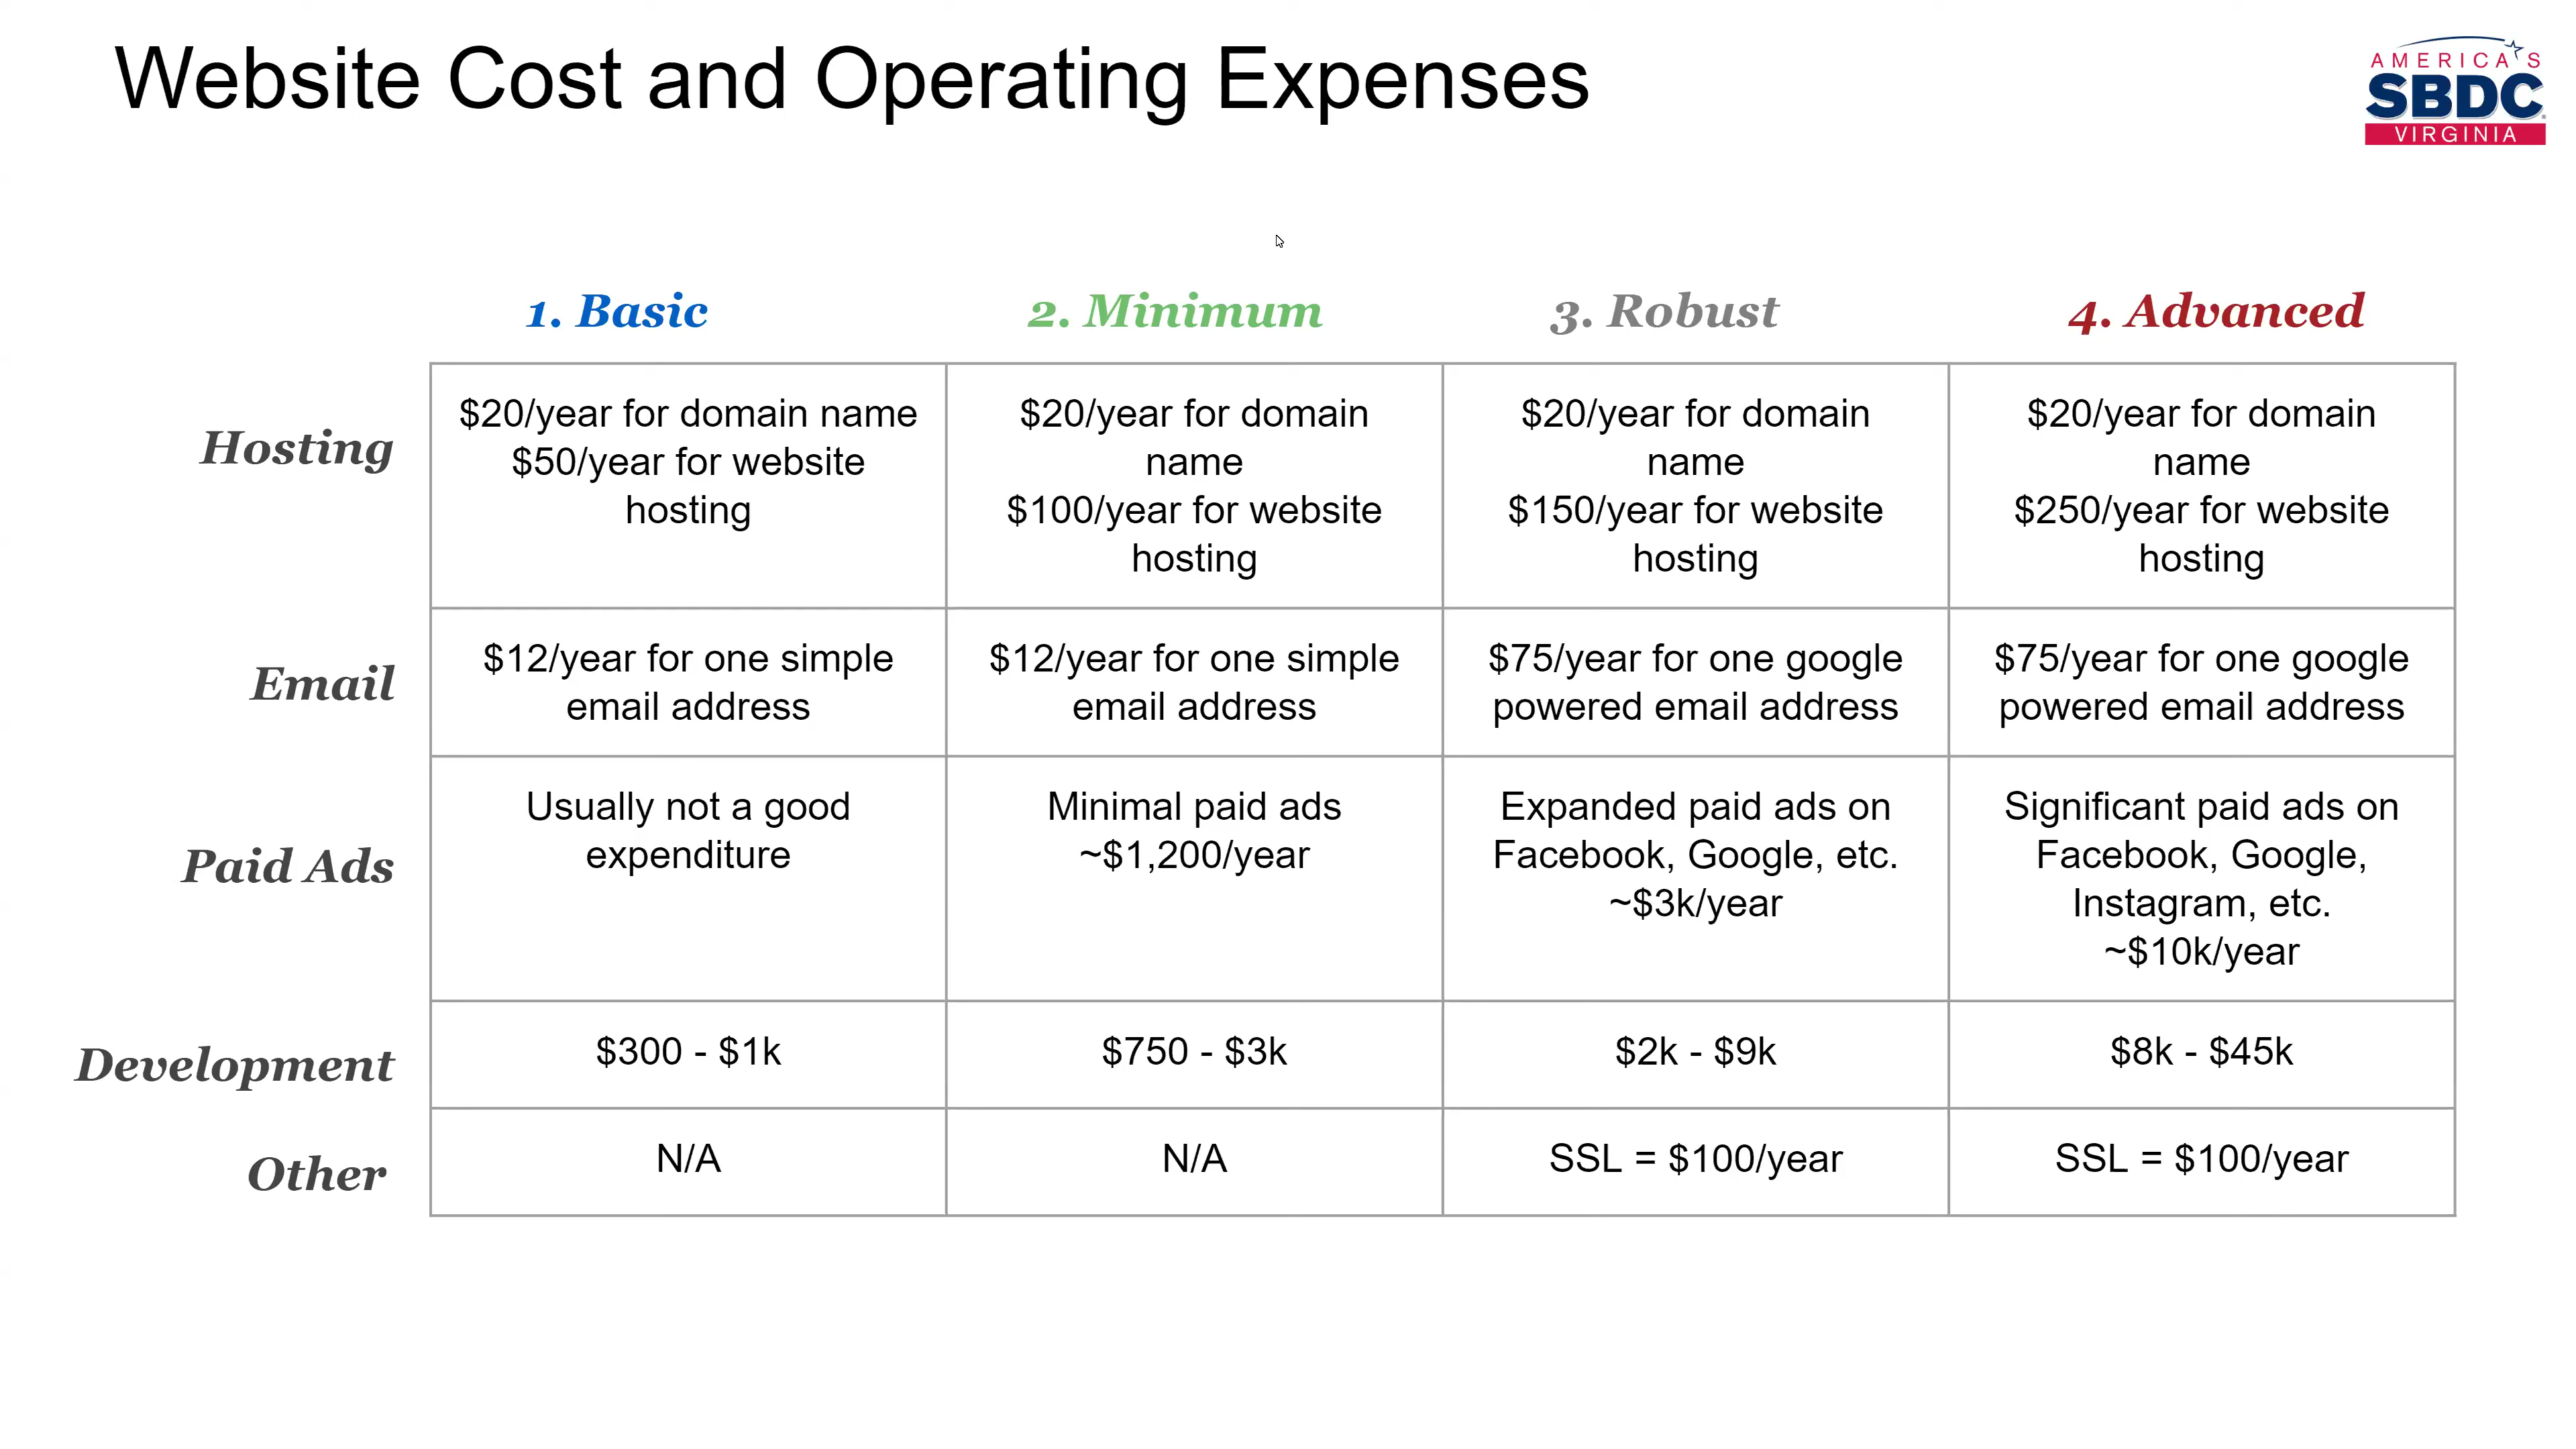 Website Cost and Operating Expenses
AMERICA'S
SBDC
VIRGINIA
1. Basic
2. Minimum
3. Robust
4. Advanced
Hosting
$20/year for domain name
$50/year for website
hosting
$20/year for domain
name
$100/year for website
hosting
$20/year for domain
name
$150/year for website
hosting
$20/year for domain
name
$250/year for website
hosting
Email
$12/year for one simple
email address
$12/year for one simple
email address
$75/year for one google
powered email address
$75/year for one google
powered email address
Paid Ads
Usually not a good
expenditure
Minimal paid ads
~$1,200/year
Expanded paid ads on
Facebook, Google, etc.
~$3k/year
Significant paid ads on
Facebook, Google,
Instagram, etc.
~$10k/year
Development
$300 - $1k
$750 - $3k
$2k - $9k
$8k - $45k
Other
N/A
N/A
SSL = $100/year
SSL = $100/year